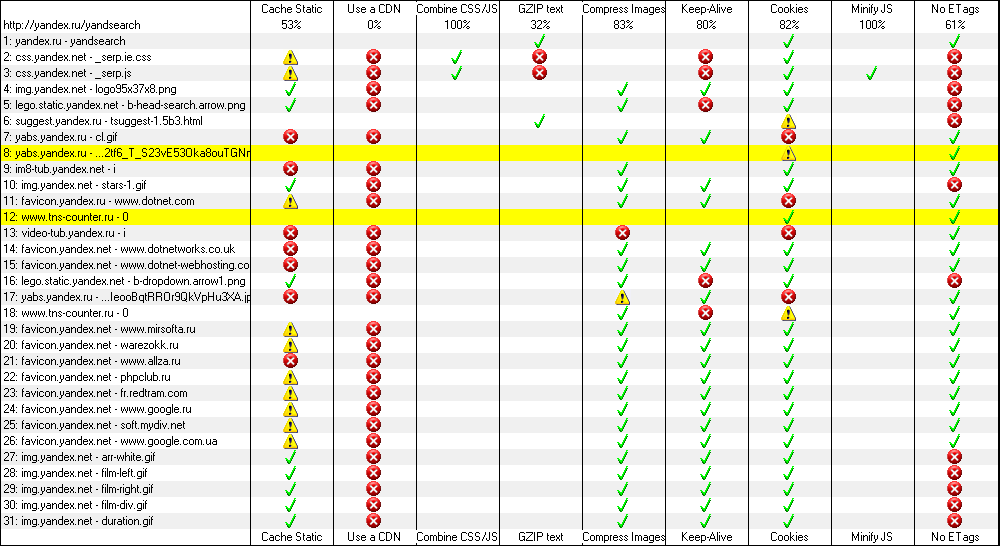 Cache Static Use a CDN Combine CSS/JS GZIP text Compress Images Keep-Alive Cookies Minify JS No ETags
http://yandex.ru/yandsearch 53% 0% 100% 32% 83% 80% 82% 100% 61%
1: yandex.ru - yandsearch
2: css.yandex.net - _serp.ie.css
3: css.yandex.net - _serp.js
4: img.yandex.net - logo95x37x8.png
5: lego.static.yandex.net - b-head-search.arrow.png
6: suggest.yandex.ru - tsuggest-1.5b3.html
7: yabs.yandex.ru - cl.gif
8: yabs.yandex.ru - ...2tf6_T_S23vE53Oka8ouTGNr
9: im8-tub.yandex.net - i
10: img.yandex.net - stars-1.gif
11: favicon.yandex.ru - www.dotnet.com
12: www.tns-counter.ru - 0
13: video-tub.yandex.ru - i
14: favicon.yandex.net - www.dotnetworks.co.uk
15: favicon.yandex.net - www.dotnet-webhosting.co
16: lego.static.yandex.net - b-dropdown.arrow1.png
17: yabs.yandex.ru - ...leooBqtRROr9QkVpHu3XA.jp
18: www.tns-counter.ru - 0
19: favicon.yandex.net - www.mirsofta.ru
20: favicon.yandex.net - warezokk.ru
21: favicon.yandex.net - www.allza.ru
22: favicon.yandex.net - phpclub.ru
23: favicon.yandex.net - fr.redtram.com
24: favicon.yandex.net - www.google.ru
25: favicon.yandex.net - soft.mydiv.net
26: favicon.yandex.net - www.google.com.ua
27: img.yandex.net - arr-white.gif
28: img.yandex.net - film-left.gif
29: img.yandex.net - film-right.gif
30: img.yandex.net - film-div.gif
31: img.yandex.net - duration.gif
Cache Static Use a CDN Combine CSS/JS GZIP text Compress Images Keep-Alive Cookies Minify JS No ETags